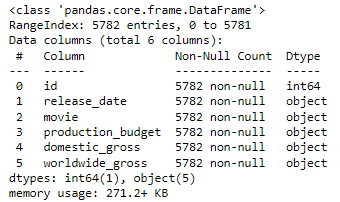 <class 'pandas.core.frame.DataFrame'>
RangeIndex: 5782 entries, 0 to 5781
Data columns (total 6 columns):
 #   Column             Non-Null Count  Dtype
---  ------             --------------  -----
 0   id                 5782 non-null   int64
 1   release_date       5782 non-null   object
 2   movie              5782 non-null   object
 3   production_budget  5782 non-null   object
 4   domestic_gross     5782 non-null   object
 5   worldwide_gross    5782 non-null   object
dtypes: int64(1), object(5)
memory usage: 271.2+ KB